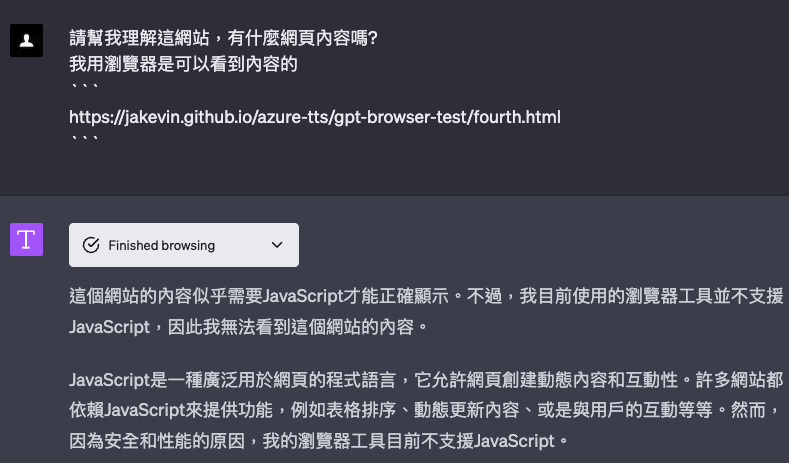 請幫我理解這網站，有什麼網頁內容嗎?
我用瀏覽器是可以看到內容的
```
https://jakevin.github.io/azure-tts/gpt-browser-test/fourth.html
```
T
Finished browsing
這個網站的內容似乎需要JavaScript才能正確顯示。不過，我目前使用的瀏覽器工具並不支援
JavaScript，因此我無法看到這個網站的內容。
JavaScript是一種廣泛用於網頁的程式語言，它允許網頁創建動態內容和互動性。許多網站都
依賴JavaScript來提供功能，例如表格排序、動態更新內容、或是與用戶的互動等等。然而，
因為安全和性能的原因，我的瀏覽器工具目前不支援JavaScript。